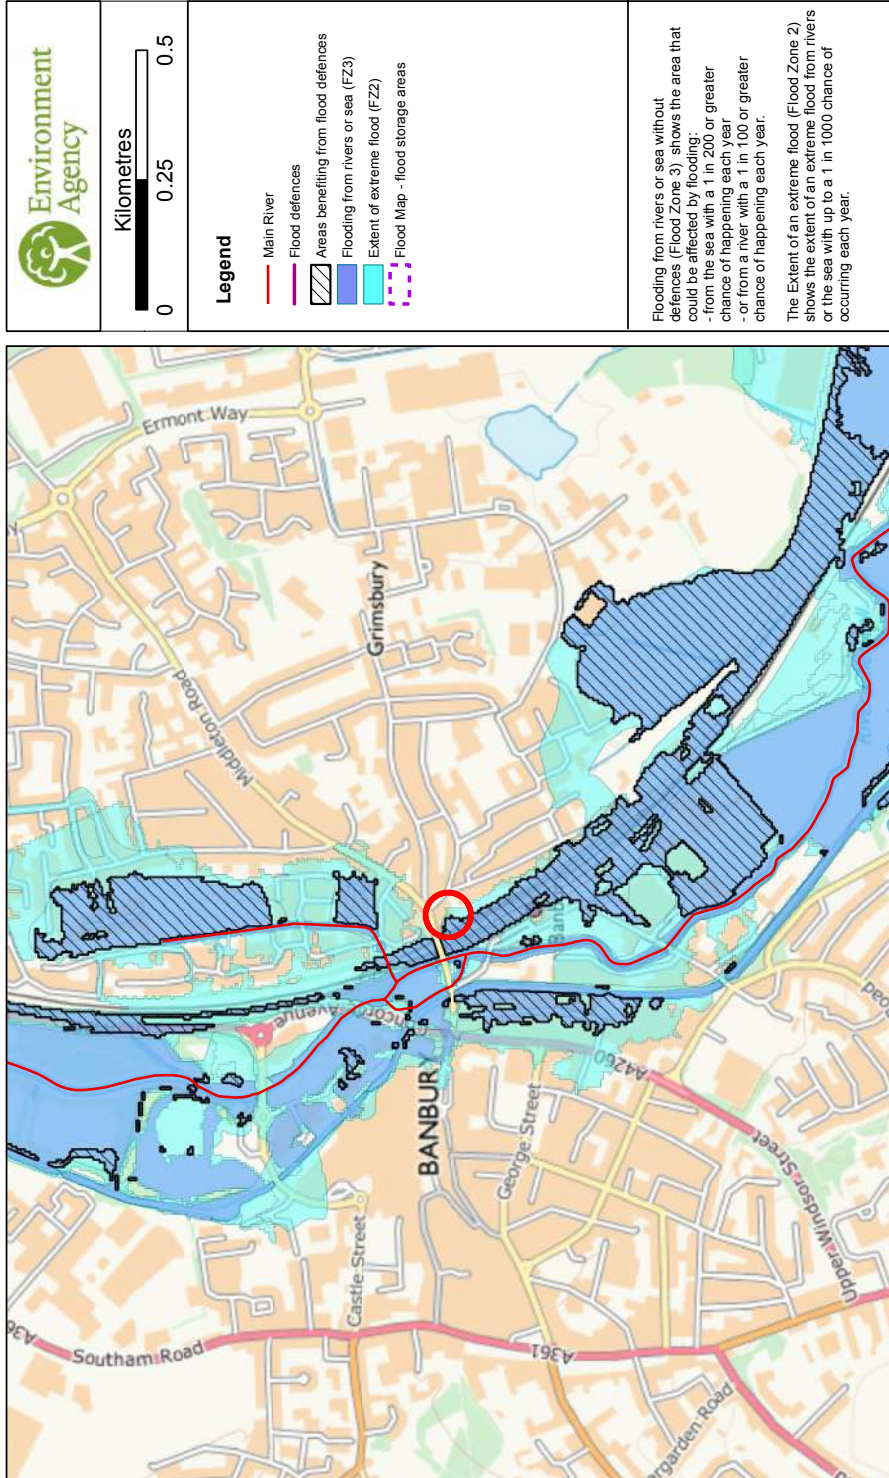 Environment
Agency
Kilometres
0
0.25
0.5
Legend
Main River
Flood defences
Areas benefiting from flood defences
Flooding from rivers or sea (FZ3)
Extent of extreme flood (FZ2)
Flood Map - flood storage areas
Flooding from rivers or sea without
defences (Flood Zone 3) shows the area that
could be affected by flooding:
- from the sea with a 1 in 200 or greater
chance of happening each year
- or from a river with a 1 in 100 or greater
chance of happening each year.
The Extent of an extreme flood (Flood Zone 2)
shows the extent of an extreme flood from rivers
or the sea with up to a 1 in 1000 chance of
occurring each year.
Ermont Way
Grimsbury
Middleton Road
Avenue
BANBURY
A4260
George Street
Castle Street
Upper Windsor Street
Southam Road
A361
Road